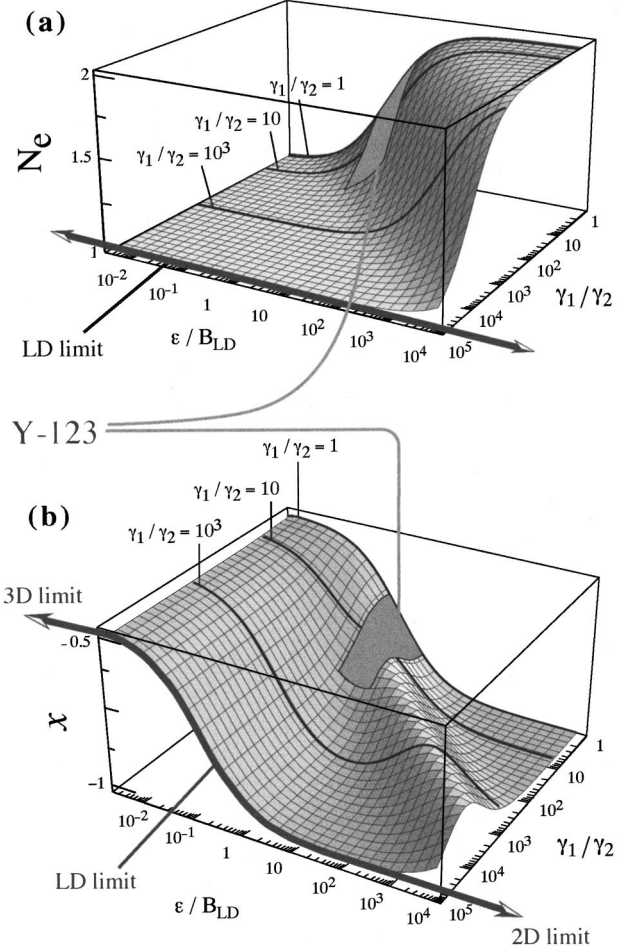 (a)
2
1.5
1
Nₑ
γ₁/γ₂ = 1
γ₁/γ₂ = 10
γ₁/γ₂ = 10³
10⁻²
10⁻¹
1
10
10²
10³
10⁴
ε / B_LD
1
10
10²
10³
10⁴
10⁵
γ₁/γ₂
LD limit
Y-123
(b)
γ₁/γ₂ = 1
γ₁/γ₂ = 10
γ₁/γ₂ = 10³
3D limit
-0.5
x
-1
10⁻²
10⁻¹
1
10
10²
10³
10⁴
1
10
10²
10³
10⁴
10⁵
γ₁/γ₂
LD limit
ε / B_LD
2D limit